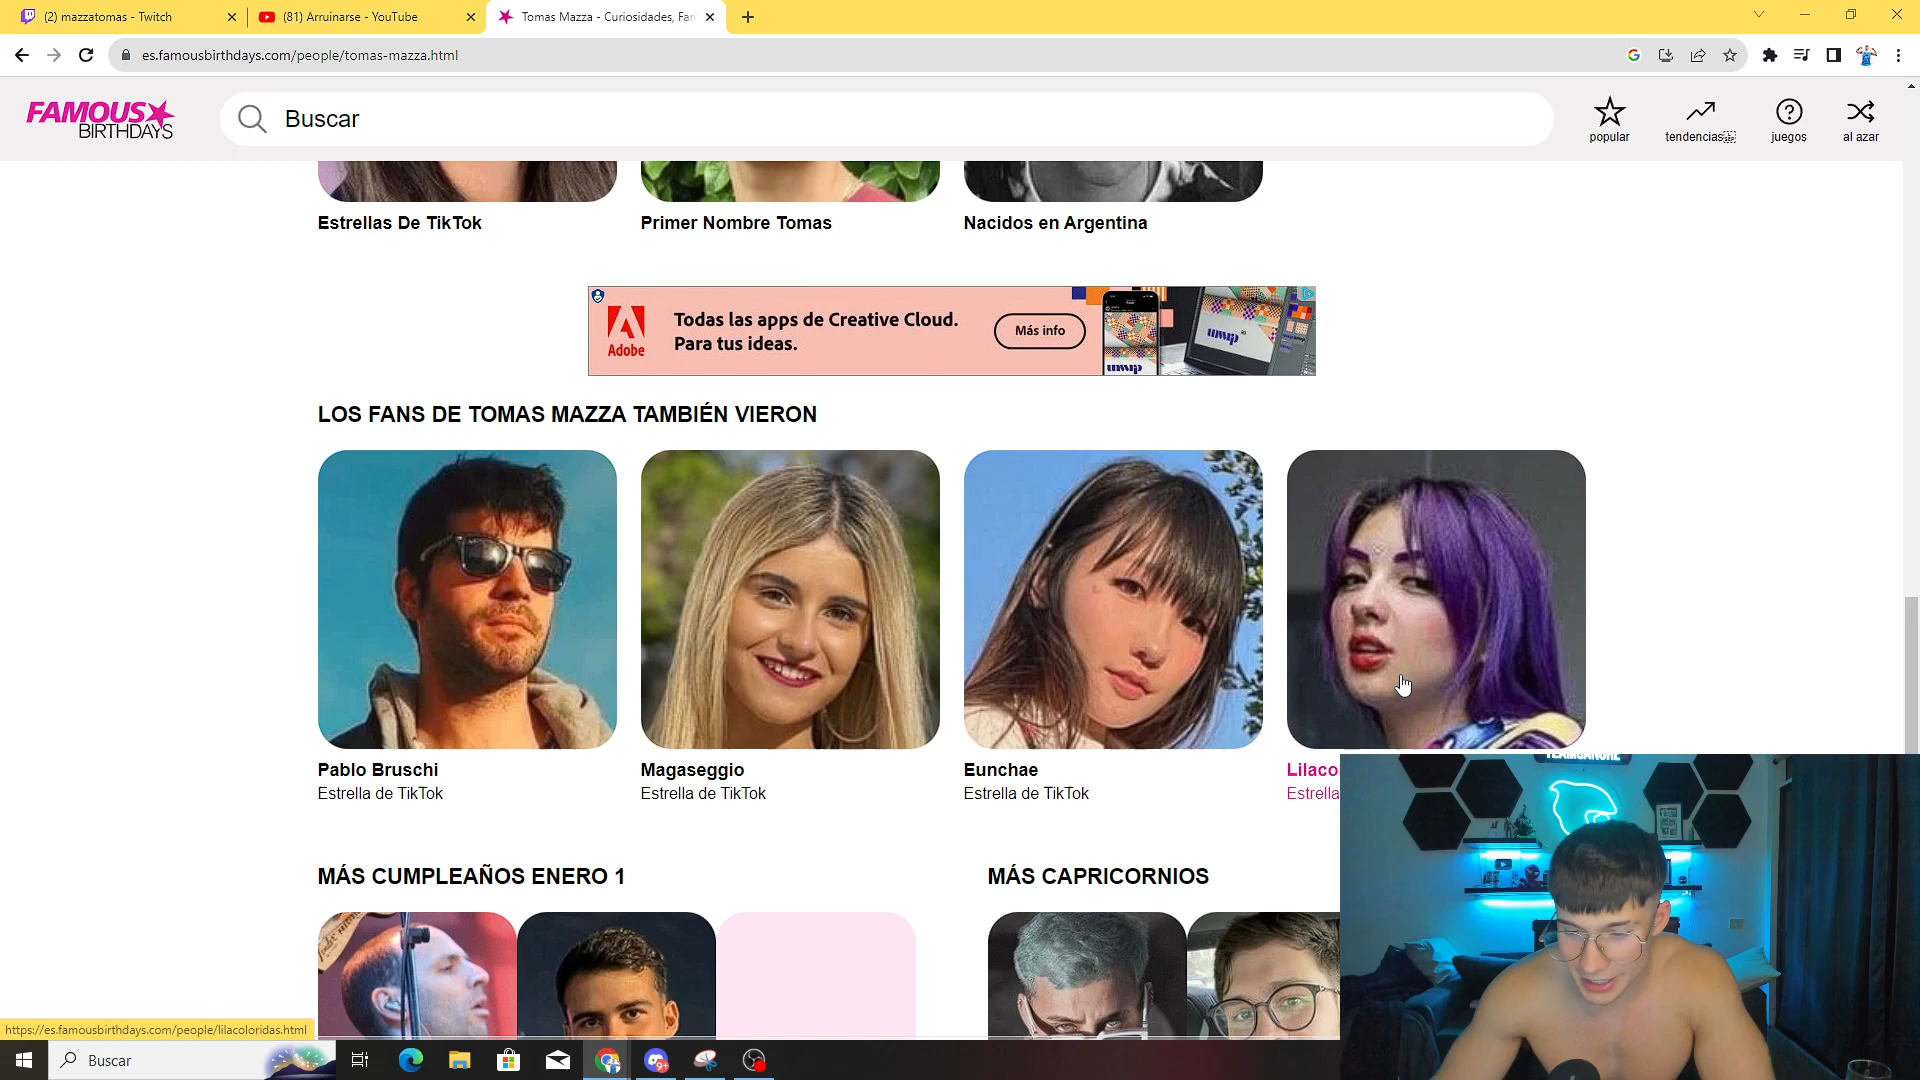 (2) mazzatomas - Twitch
(81) Arruinarse - YouTube
Tomas Mazza - Curiosidades, Fam
es.famousbirthdays.com/people/tomas-mazza.html
FAMOUS BIRTHDAYS
Buscar
popular
tendencias
juegos
al azar
Estrellas De TikTok
Primer Nombre Tomas
Nacidos en Argentina
Adobe
Todas las apps de Creative Cloud.
Para tus ideas.
Más info
LOS FANS DE TOMAS MAZZA TAMBIÉN VIERON
Pablo Bruschi
Estrella de TikTok
Magaseggio
Estrella de TikTok
Eunchae
Estrella de TikTok
Lilaco
Estrella
MÁS CUMPLEAÑOS ENERO 1
MÁS CAPRICORNIOS
https://es.famousbirthdays.com/people/lilacoloridas.html
Buscar
9+